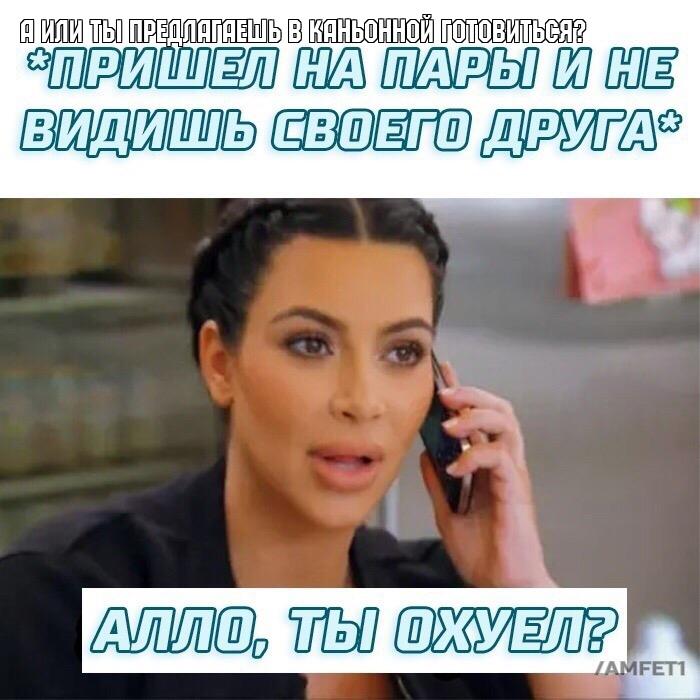 А ИЛИ ТЫ ПРЕДЛАГАЕШЬ В КАНЬОННОЙ ГОТОВИТЬСЯ?
*ПРИШЕЛ НА ПАРЫ И НЕ
ВИДИШЬ СВОЕГО ДРУГА*
АЛЛО, ТЫ ОХУЕЛ?
/AMFET1